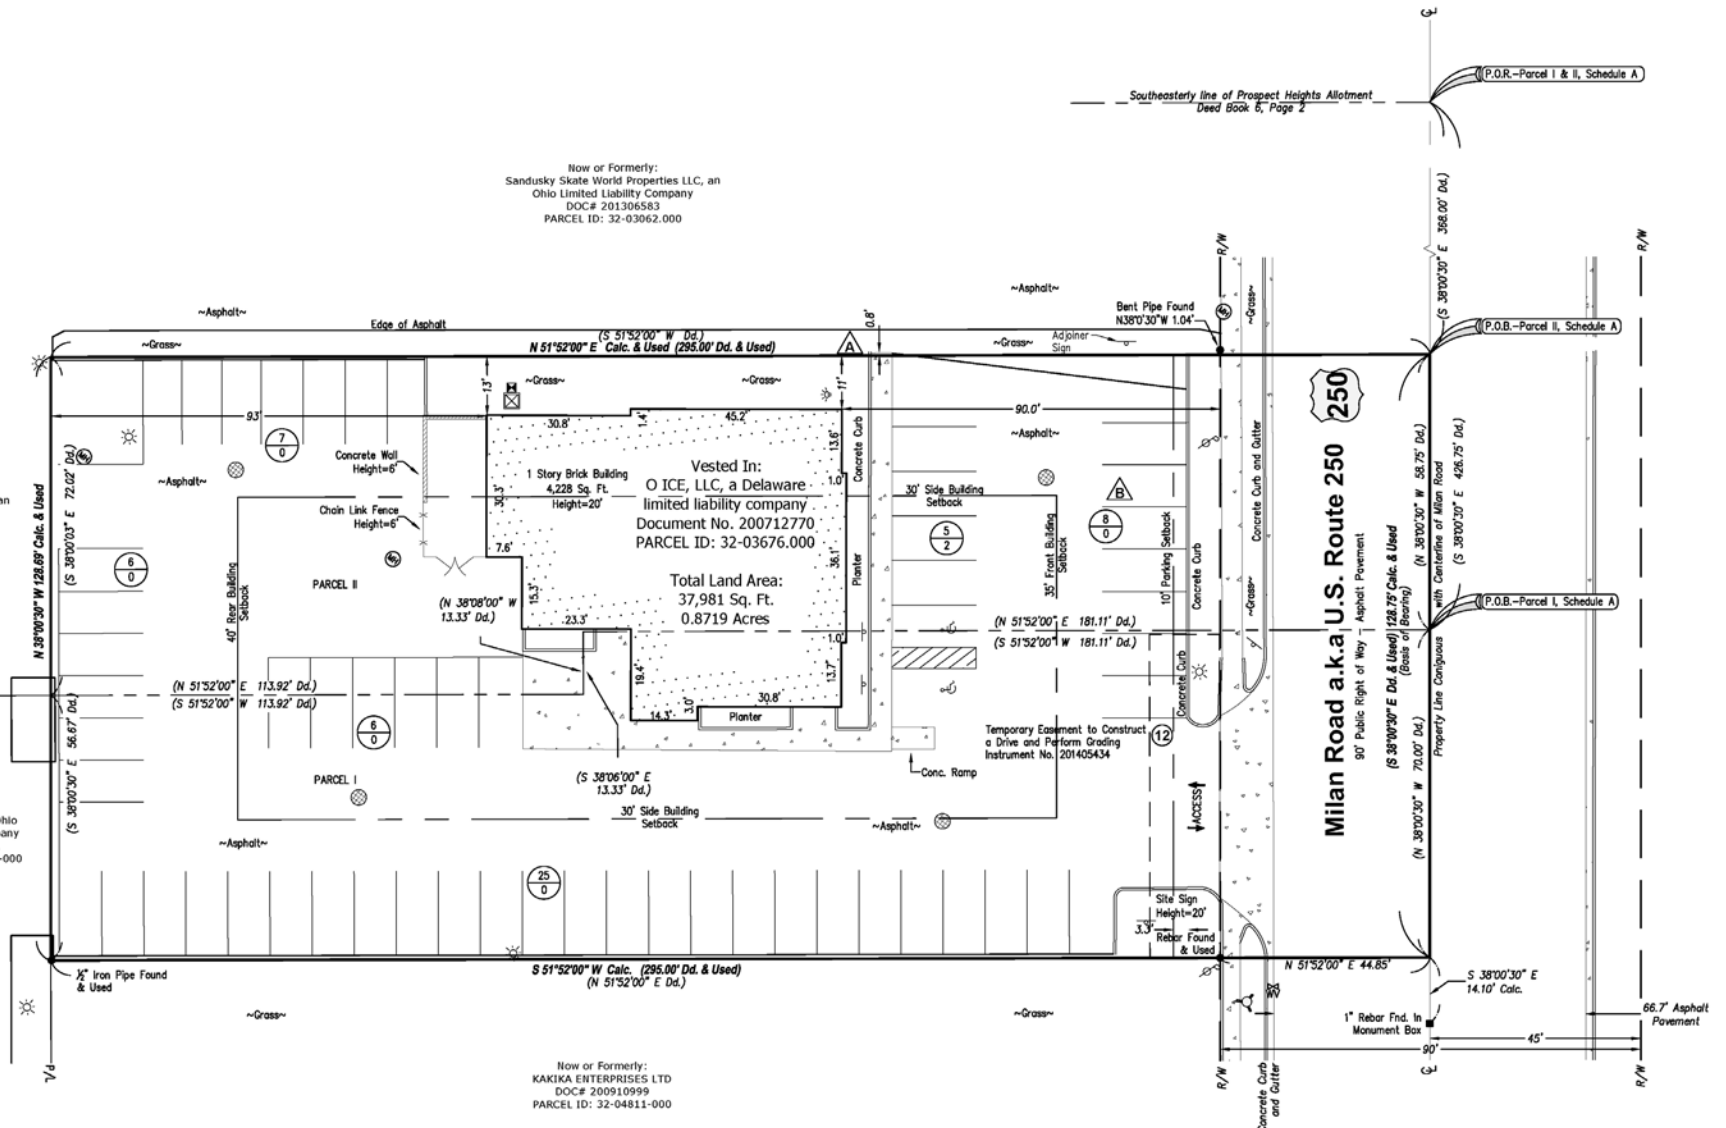 P.O.R.-Parcel I & II, Schedule A
Southeasterly line of Prospect Heights Allotment
Deed Book 6, Page 2
Now or Formerly:
Sandusky Skate World Properties LLC, an
Ohio Limited Liability Company
DOC# 201306583
PARCEL ID: 32-03062.000
(S 38°00'30" E 368.00' Dd.)
R/W
R/W
~Asphalt~
~Asphalt~
Edge of Asphalt
~Grass~
(S 51°52'00" W Dd.)
N 51°52'00" E Calc. & Used (295.00' Dd. & Used)
A
0.8'
~Grass~
Adjoiner
Sign
Bent Pipe Found
N38°0'30"W 1.04'
~Grass~
P.O.B.-Parcel II, Schedule A
13'
~Grass~
~Grass~
11'
93'
90.0'
30.8'
1.4'
45.2'
13.6'
1.0'
7
0
~Asphalt~
Concrete Wall
Height=6'
Chain Link Fence
Height=6'
1 Story Brick Building
4,228 Sq. Ft.
Height=20'
30.3'
7.6'
15.3'
23.3'
Vested In:
O ICE, LLC, a Delaware
limited liability company
Document No. 200712770
PARCEL ID: 32-03676.000
Total Land Area:
37,981 Sq. Ft.
0.8719 Acres
36.1'
Concrete Curb
Planter
~Asphalt~
30' Side Building
Setback
5
2
B
8
0
35' Front Building
Setback
10' Parking Setback
Concrete Curb
Concrete Curb and Gutter
~Grass~
250
Milan Road a.k.a U.S. Route 250
90' Public Right of Way - Asphalt Pavement
(S 38°00'30" E Dd. & Used) 128.75' Calc. & Used
(Basis of Bearing)
(N 38°00'30" W 58.75' Dd.)
(N 38°00'30" W 70.00' Dd.)
Property Line Coniguous with Centerline of Milan Road
(S 38°00'30" E 426.75' Dd.)
P.O.B.-Parcel I, Schedule A
N 38°00'30" W 128.69' Calc. & Used
(S 38°00'03" E 72.02' Dd.)
6
0
40' Rear Building
Setback
PARCEL II
(N 38°08'00" W
13.33' Dd.)
(N 51°52'00" E 181.11' Dd.)
(S 51°52'00" W 181.11' Dd.)
1.0'
13.7'
19.4'
14.3'
3.0'
30.8'
Planter
(N 51°52'00" E 113.92' Dd.)
(S 51°52'00" W 113.92' Dd.)
6
0
(S 38°00'30" E 56.67' Dd.)
PARCEL I
(S 38°06'00" E
13.33' Dd.)
Conc. Ramp
Temporary Easement to Construct
a Drive and Perform Grading
Instrument No. 201405434
12
Concrete Curb
ACCESS
30' Side Building
Setback
~Asphalt~
~Asphalt~
25
0
Site Sign
Height=20'
3.3'
Rebar Found
& Used
½" Iron Pipe Found
& Used
S 51°52'00" W Calc. (295.00' Dd. & Used)
(N 51°52'00" E Dd.)
N 51°52'00" E 44.85'
S 38°00'30" E
14.10' Calc.
~Grass~
~Grass~
WV
1" Rebar Fnd. In
Monument Box
66.7' Asphalt
Pavement
45'
90'
P/L
R/W
Concrete Curb
and Gutter
R/W
Now or Formerly:
KAKIKA ENTERPRISES LTD
DOC# 200910999
PARCEL ID: 32-04811-000